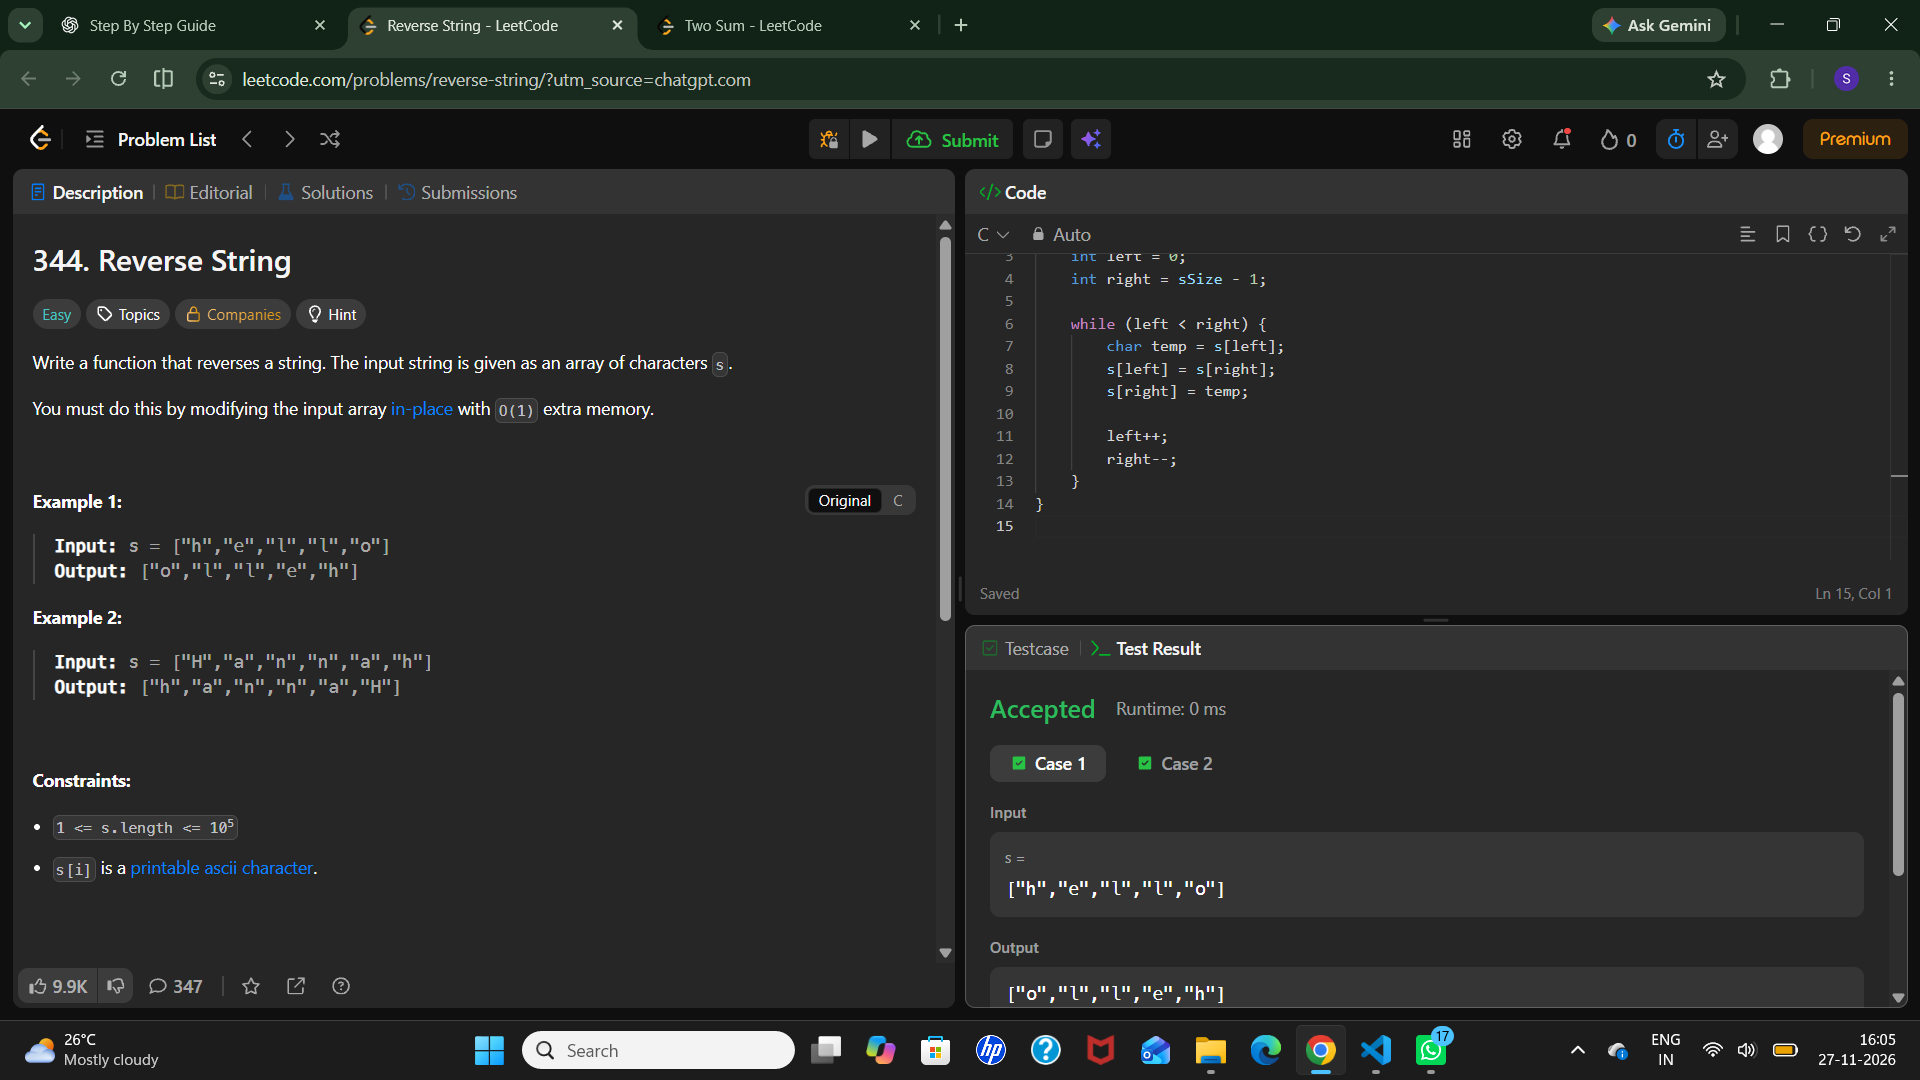 Step By Step Guide
Reverse String - LeetCode
Two Sum - LeetCode
Ask Gemini
leetcode.com/problems/reverse-string/?utm_source=chatgpt.com
S
Problem List
Submit
0
Premium
Description
Editorial
Solutions
Submissions
344. Reverse String
Easy
Topics
Companies
Hint
Write a function that reverses a string. The input string is given as an array of characters s.
You must do this by modifying the input array in-place with O(1) extra memory.
Example 1:
Original C
Input: s = ["h","e","l","l","o"]
Output: ["o","l","l","e","h"]
Example 2:
Input: s = ["H","a","n","n","a","h"]
Output: ["h","a","n","n","a","H"]
Constraints:
• 1 <= s.length <= 10⁵
• s[i] is a printable ascii character.
9.9K
347
</> Code
C
Auto
3 int left = 0;
4 int right = sSize - 1;
5
6 while (left < right) {
7 char temp = s[left];
8 s[left] = s[right];
9 s[right] = temp;
10
11 left++;
12 right--;
13 }
14 }
15
Saved
Ln 15, Col 1
Testcase
>_ Test Result
Accepted
Runtime: 0 ms
Case 1
Case 2
Input
s =
["h","e","l","l","o"]
Output
["o","l","l","e","h"]
26°C
Mostly cloudy
Search
hp
17
ENG
IN
16:05
27-11-2026